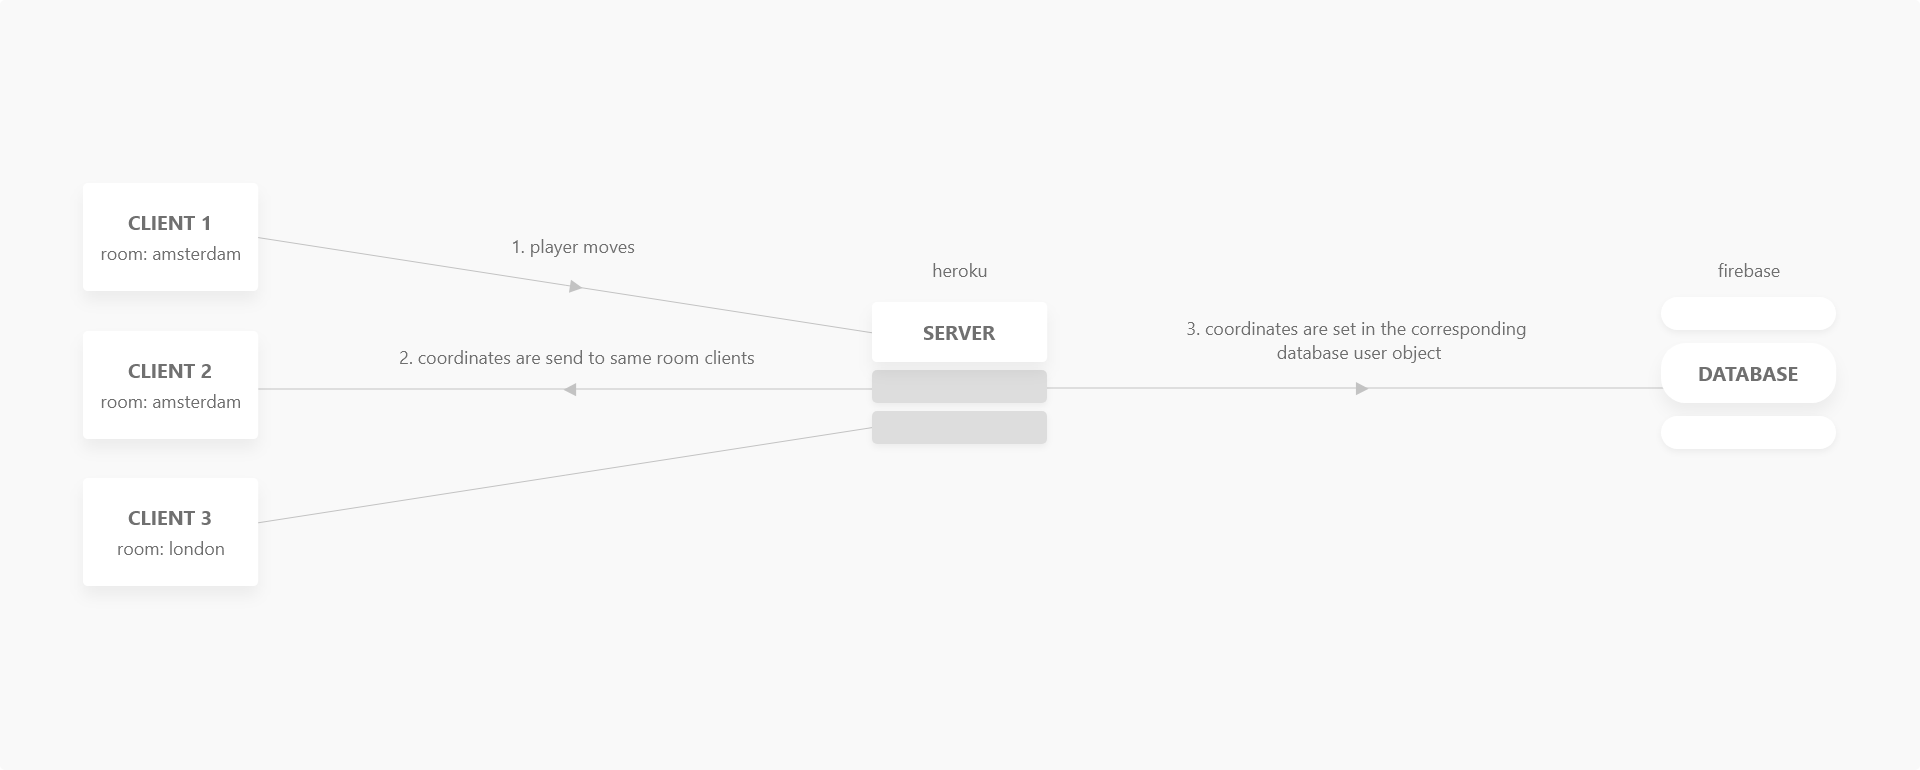 CLIENT 1
room: amsterdam
1. player moves
CLIENT 2
room: amsterdam
2. coordinates are send to same room clients
CLIENT 3
room: london
heroku
SERVER
3. coordinates are set in the corresponding
database user object
firebase
DATABASE